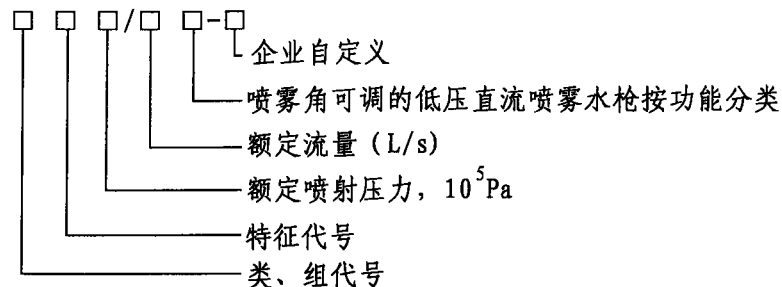 □ □ □/□ □-□
企业自定义
喷雾角可调的低压直流喷雾水枪按功能分类
额定流量（L/s）
额定喷射压力，10⁵Pa
特征代号
类、组代号